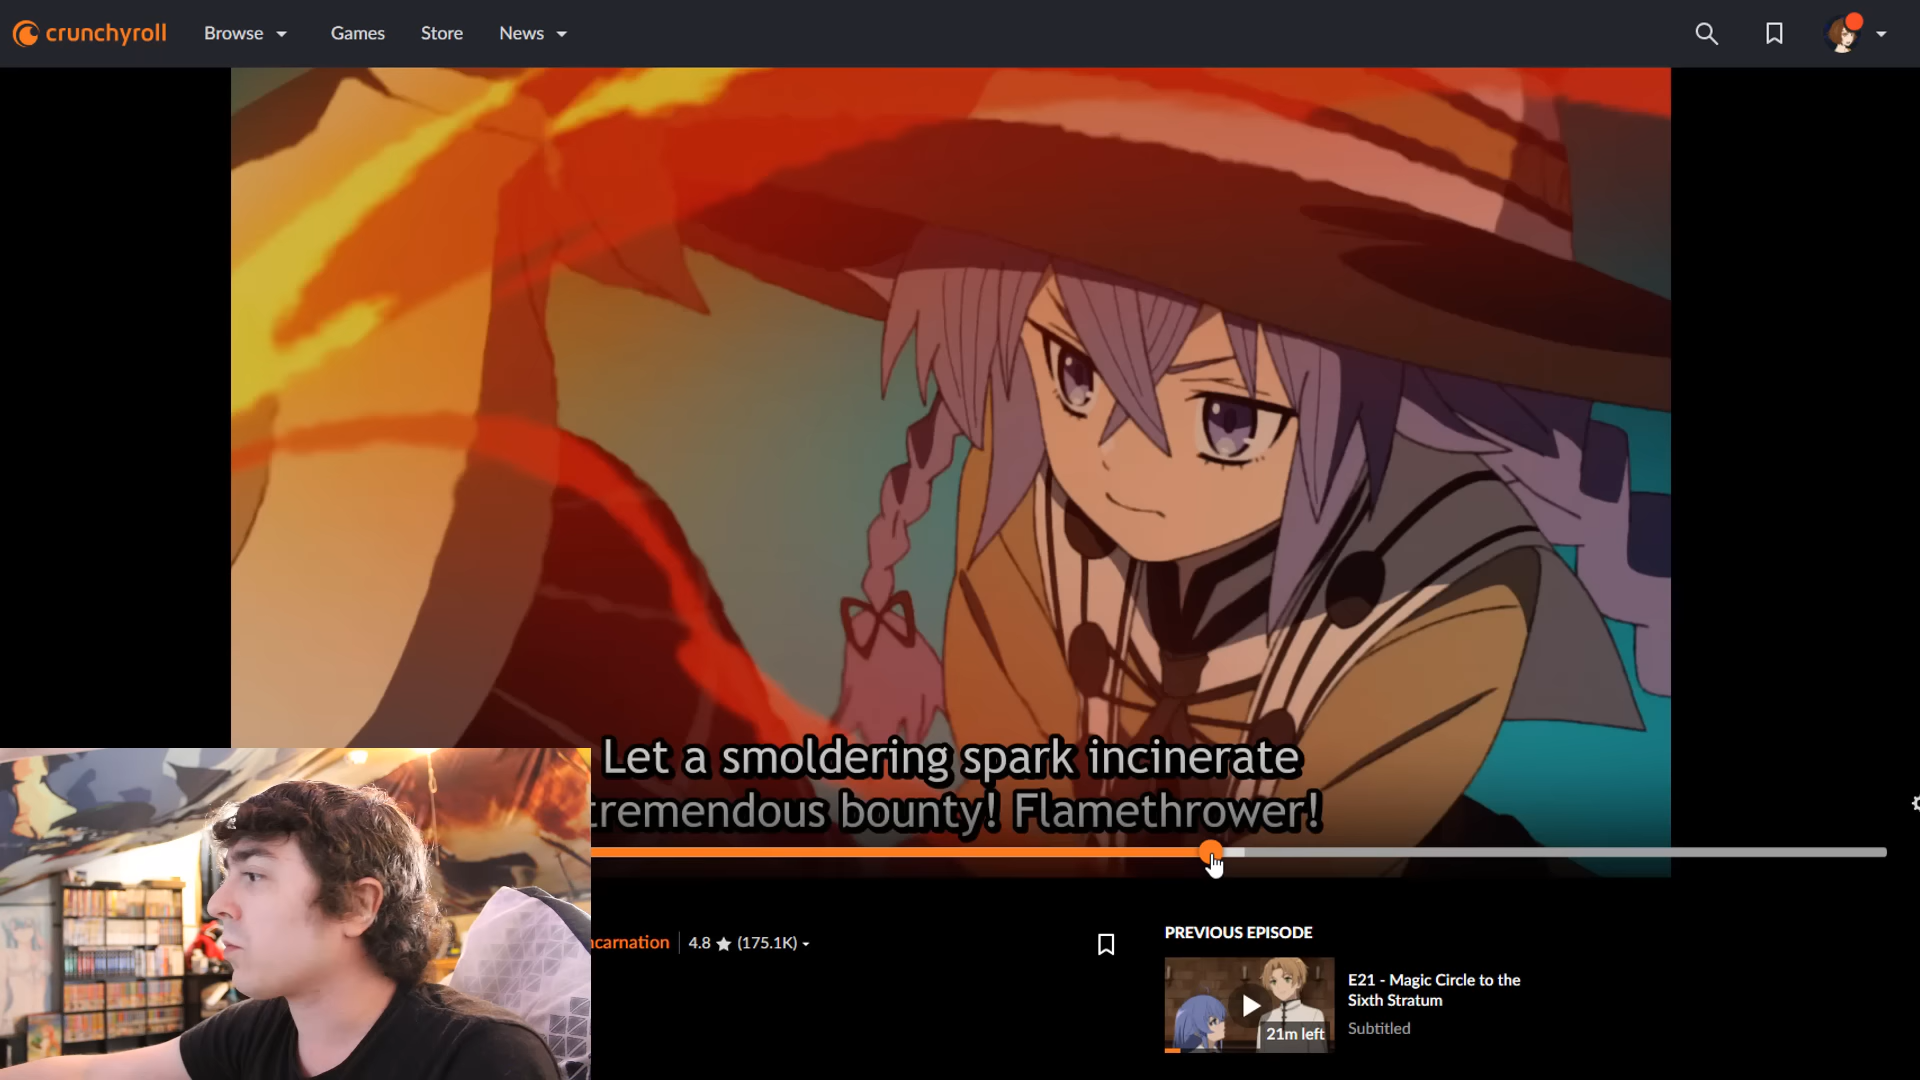 crunchyroll Browse Games Store News
Let a smoldering spark incinerate
tremendous bounty! Flamethrower!
ncarnation 4.8 ★ (175.1K)
PREVIOUS EPISODE
E21 - Magic Circle to the
Sixth Stratum
21m left
Subtitled